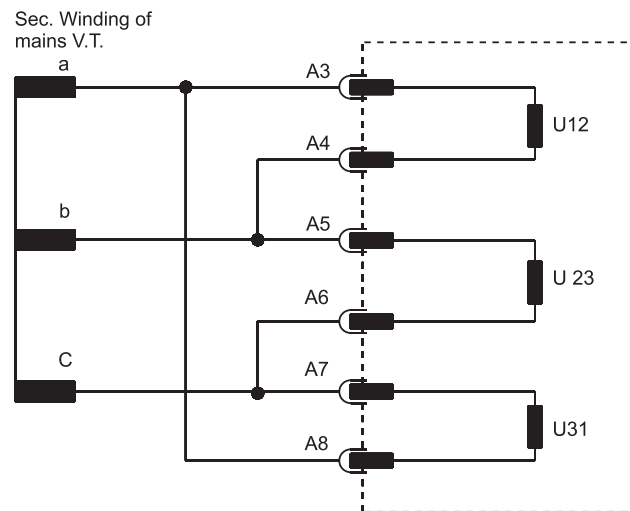 Sec. Winding of
mains V.T.
a
A3
U12
A4
b
A5
U 23
A6
C
A7
U31
A8